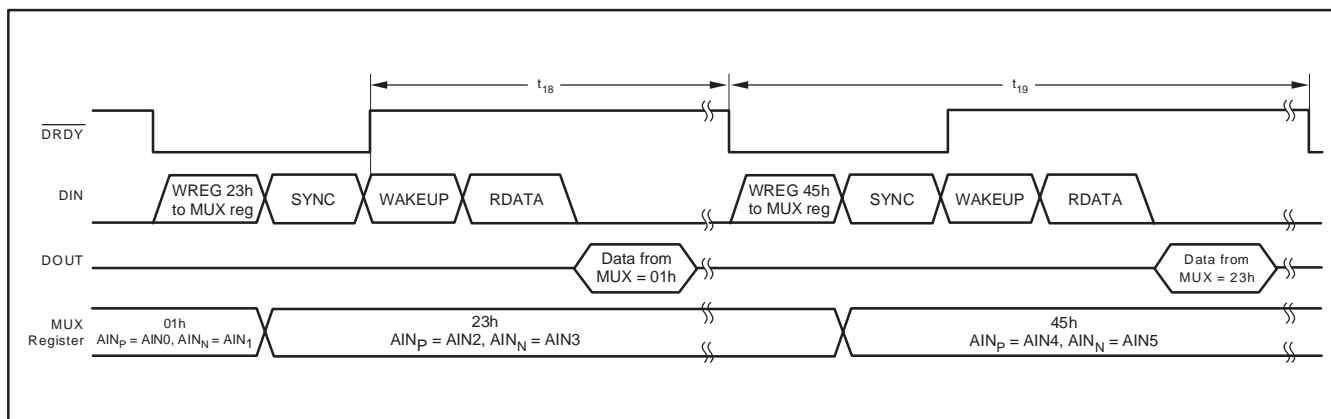 t18
t19
DRDY
DIN
WREG 23h
to MUX reg
SYNC
WAKEUP
RDATA
WREG 45h
to MUX reg
SYNC
WAKEUP
RDATA
DOUT
Data from
MUX = 01h
Data from
MUX = 23h
MUX
Register
01h
AINP = AIN0, AINN = AIN1
23h
AINP = AIN2, AINN = AIN3
45h
AINP = AIN4, AINN = AIN5